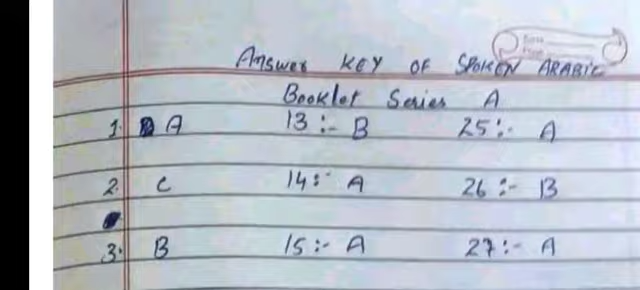 Answer KEY OF SPOKEN ARABIC
Booklet Series A
1. A 13:- B 25:- A
2. C 14:- A 26:- B
3. B 15:- A 27:- A